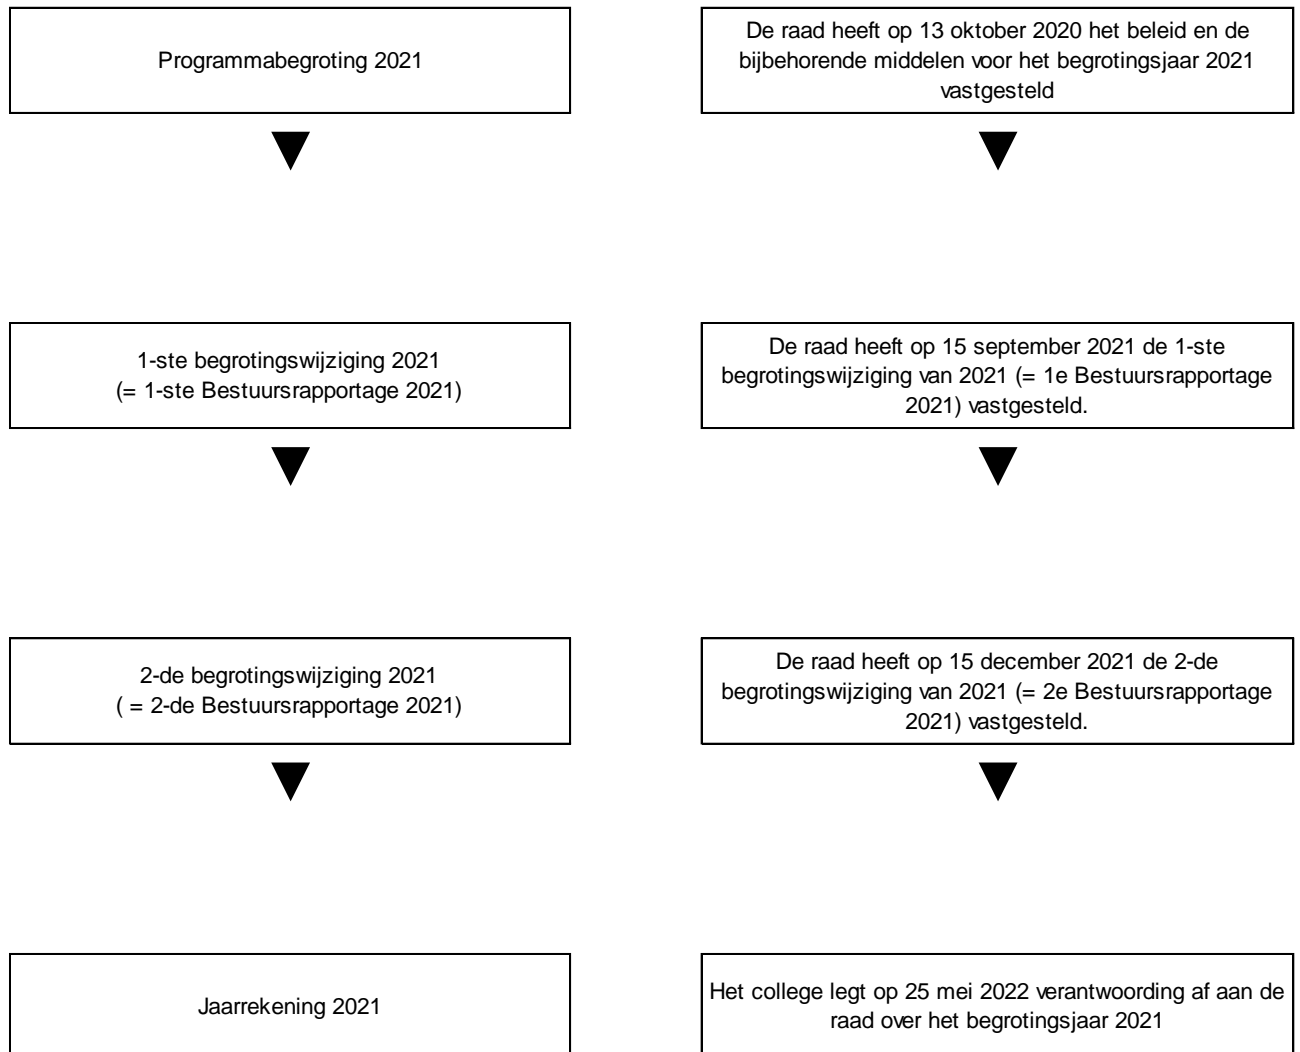 Programmabegroting 2021
De raad heeft op 13 oktober 2020 het beleid en de
bijbehorende middelen voor het begrotingsjaar 2021
vastgesteld
1-ste begrotingswijziging 2021
(= 1-ste Bestuursrapportage 2021)
De raad heeft op 15 september 2021 de 1-ste
begrotingswijziging van 2021 (= 1e Bestuursrapportage
2021) vastgesteld.
2-de begrotingswijziging 2021
( = 2-de Bestuursrapportage 2021)
De raad heeft op 15 december 2021 de 2-de
begrotingswijziging van 2021 (= 2e Bestuursrapportage
2021) vastgesteld.
Jaarrekening 2021
Het college legt op 25 mei 2022 verantwoording af aan de
raad over het begrotingsjaar 2021